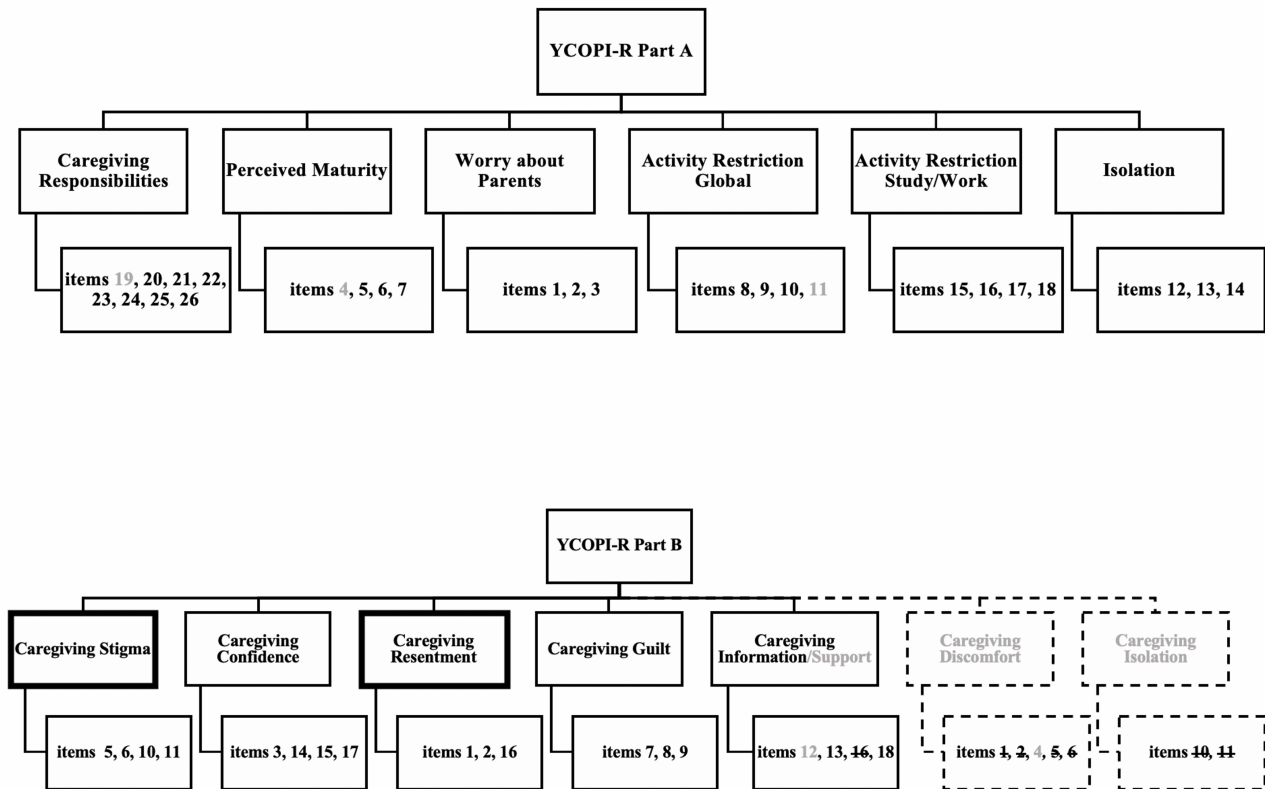 YCOPI-R Part A
Caregiving
Responsibilities
Perceived Maturity
Worry about
Parents
Activity Restriction
Global
Activity Restriction
Study/Work
Isolation
items 19, 20, 21, 22,
23, 24, 25, 26
items 4, 5, 6, 7
items 1, 2, 3
items 8, 9, 10, 11
items 15, 16, 17, 18
items 12, 13, 14
YCOPI-R Part B
Caregiving Stigma
Caregiving
Confidence
Caregiving
Resentment
Caregiving Guilt
Caregiving
Information/Support
Caregiving
Discomfort
Caregiving
Isolation
items 5, 6, 10, 11
items 3, 14, 15, 17
items 1, 2, 16
items 7, 8, 9
items 12, 13, 16, 18
items 1, 2, 4, 5, 6
items 10, 11